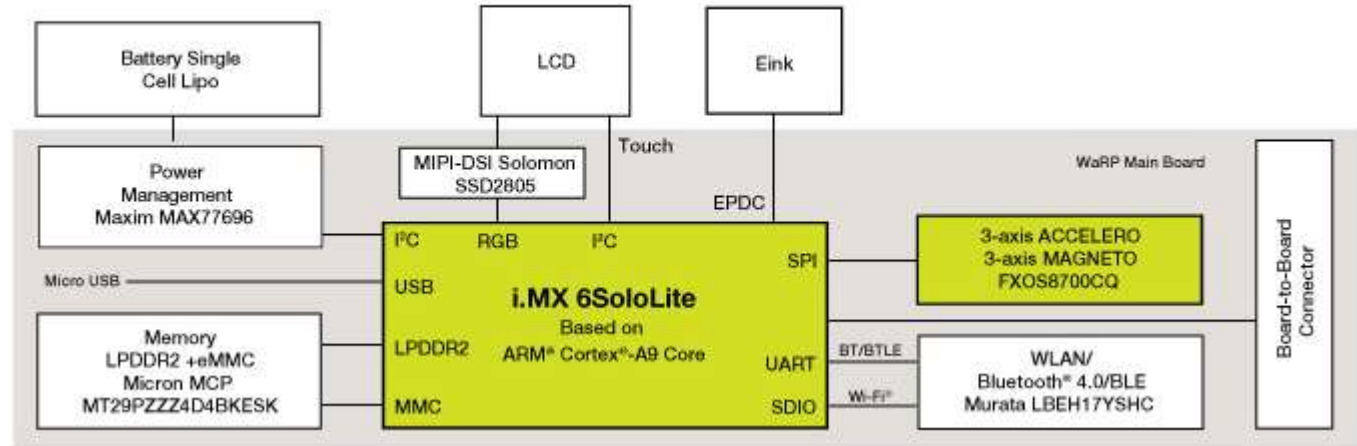 Battery Single
Cell Lipo
LCD
Eink
Power
Management
Maxim MAX77696
MIPI-DSI Solomon
SSD2805
Touch
EPDC
WaRP Main Board
I²C
RGB
I²C
SPI
3-axis ACCELERO
3-axis MAGNETO
FXOS8700CQ
Micro USB
USB
i.MX 6SoloLite
Based on
ARM® Cortex®-A9 Core
Memory
LPDDR2 +eMMC
Micron MCP
MT29PZZZ4D4BKESK
LPDDR2
MMC
UART
SDIO
BT/BTLE
Wi-Fi®
WLAN/
Bluetooth® 4.0/BLE
Murata LBEH17YSHC
Board-to-Board
Connector